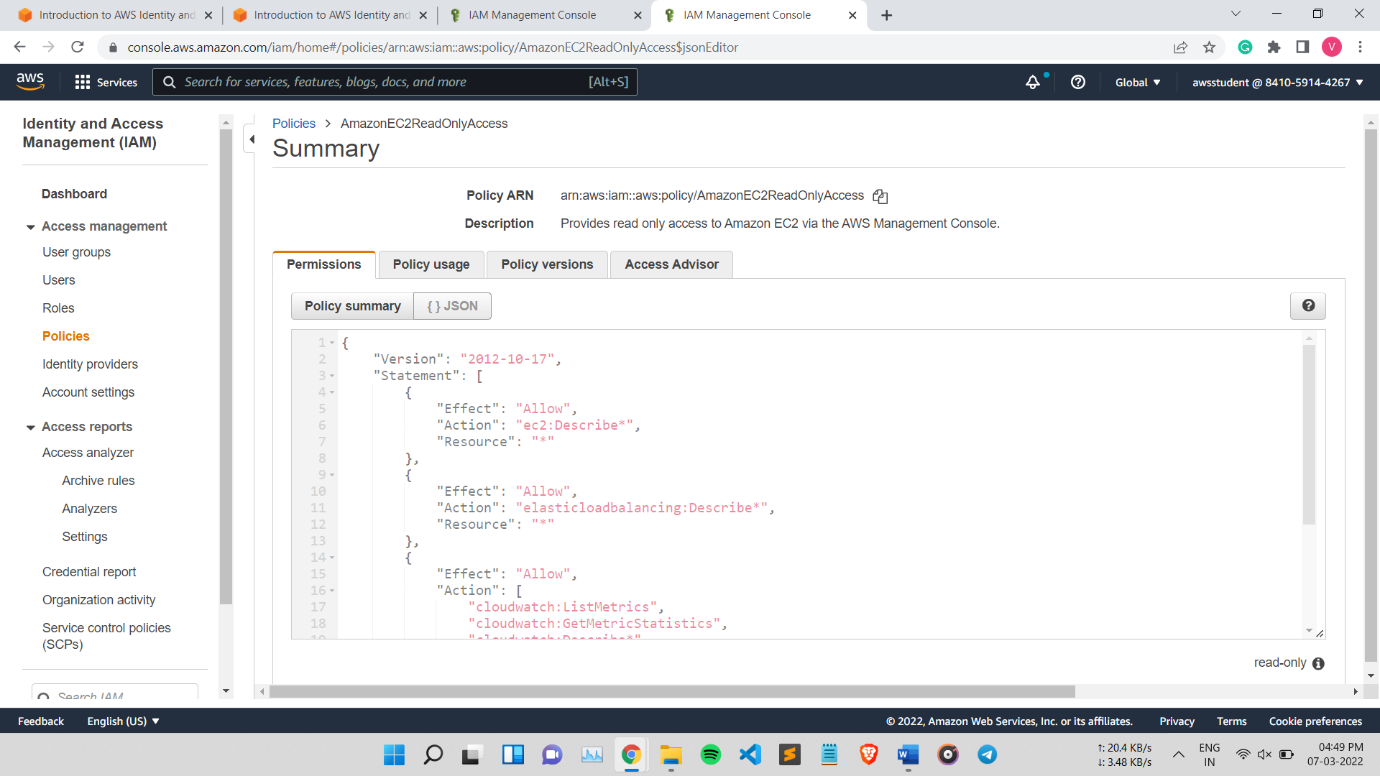 Introduction to AWS Identity and
Introduction to AWS Identity and
IAM Management Console
IAM Management Console
console.aws.amazon.com/iam/home#/policies/arn:aws:iam::aws:policy/AmazonEC2ReadOnlyAccess$jsonEditor
V
aws
Services
Search for services, features, blogs, docs, and more
[Alt+S]
Global
awsstudent @ 8410-5914-4267
Identity and Access
Management (IAM)
Dashboard
Access management
User groups
Users
Roles
Policies
Identity providers
Account settings
Access reports
Access analyzer
Archive rules
Analyzers
Settings
Credential report
Organization activity
Service control policies
(SCPs)
Search IAM
Policies > AmazonEC2ReadOnlyAccess
Summary
Policy ARN arn:aws:iam::aws:policy/AmazonEC2ReadOnlyAccess
Description Provides read only access to Amazon EC2 via the AWS Management Console.
Permissions Policy usage Policy versions Access Advisor
Policy summary { } JSON
1 {
2 "Version": "2012-10-17",
3 "Statement": [
4 {
5 "Effect": "Allow",
6 "Action": "ec2:Describe*",
7 "Resource": "*"
8 },
9 {
10 "Effect": "Allow",
11 "Action": "elasticloadbalancing:Describe*",
12 "Resource": "*"
13 },
14 {
15 "Effect": "Allow",
16 "Action": [
17 "cloudwatch:ListMetrics",
18 "cloudwatch:GetMetricStatistics",
19 "cloudwatch:Describe*"
read-only
Feedback English (US)
© 2022, Amazon Web Services, Inc. or its affiliates. Privacy Terms Cookie preferences
↑: 20.4 KB/s
↓: 3.48 KB/s
ENG
IN
04:49 PM
07-03-2022